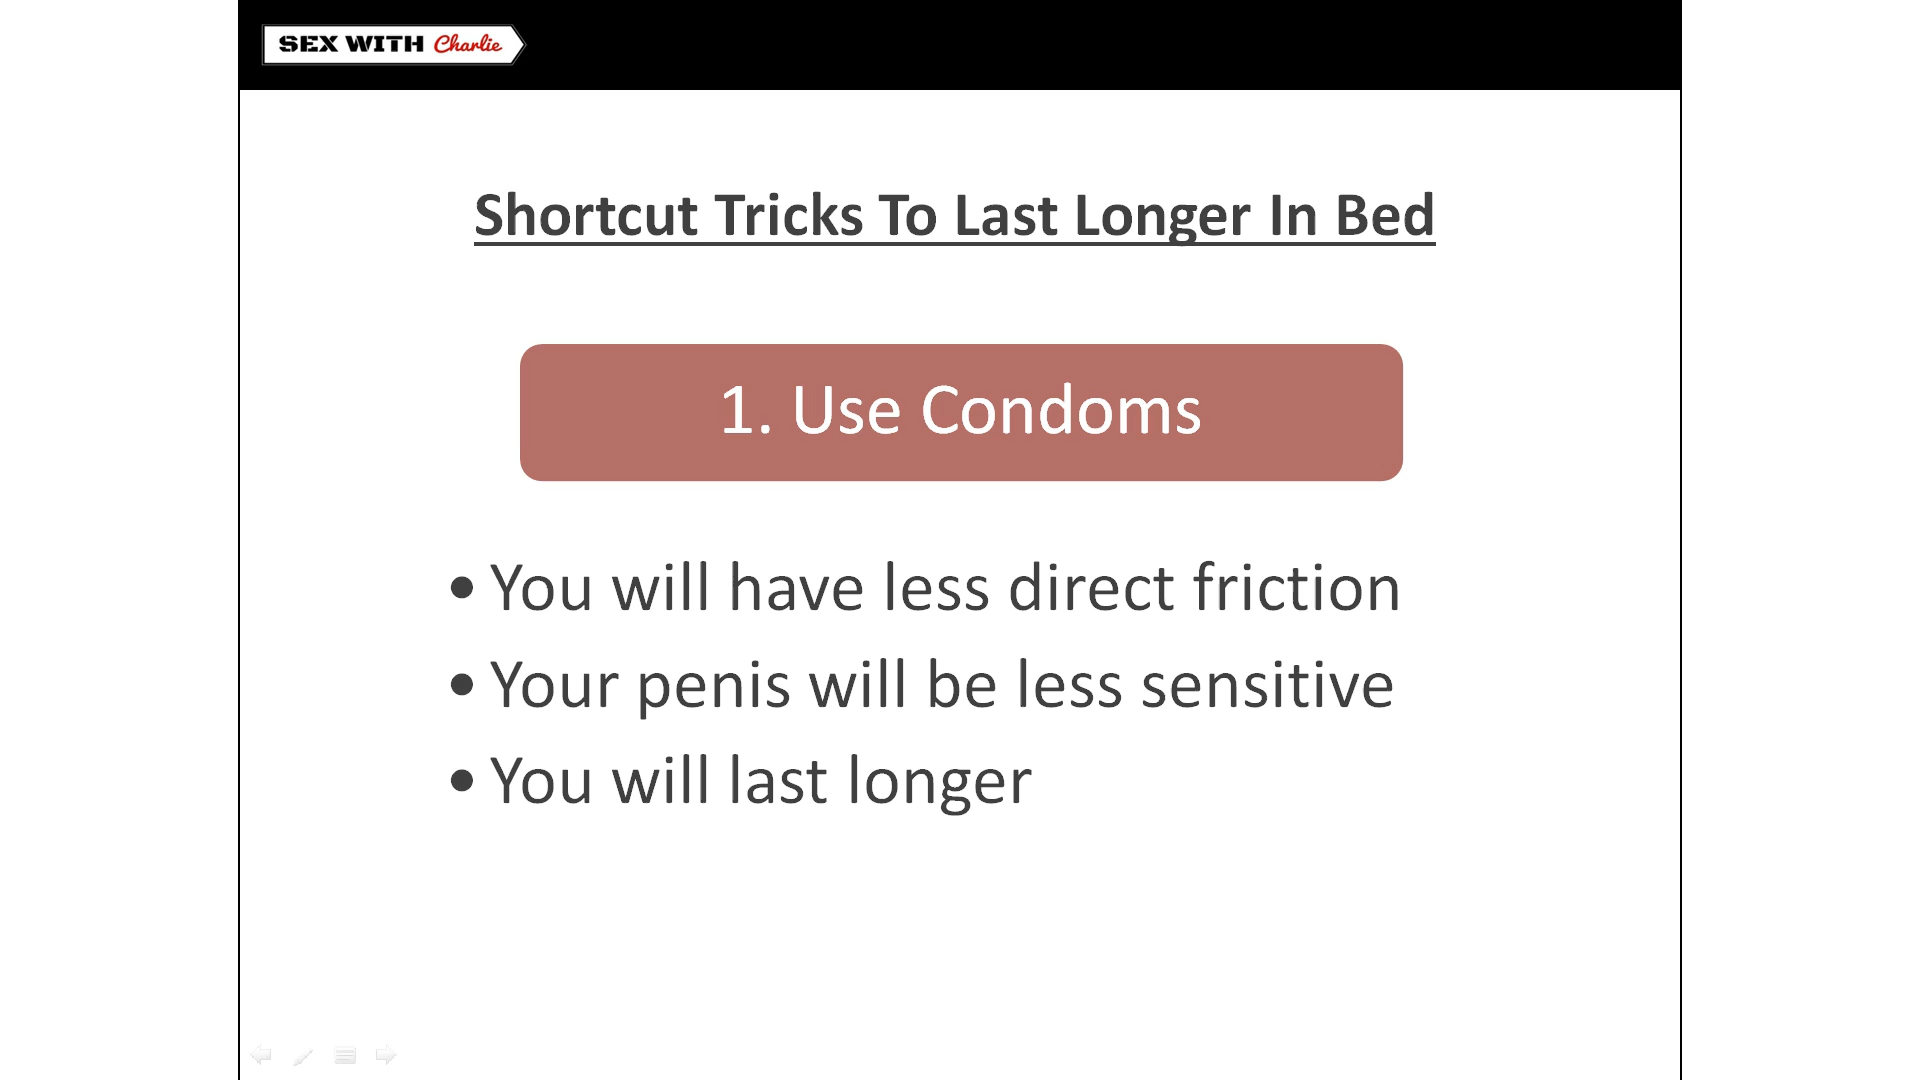 SEX WITH Charlie
Shortcut Tricks To Last Longer In Bed
1. Use Condoms
• You will have less direct friction
• Your penis will be less sensitive
• You will last longer